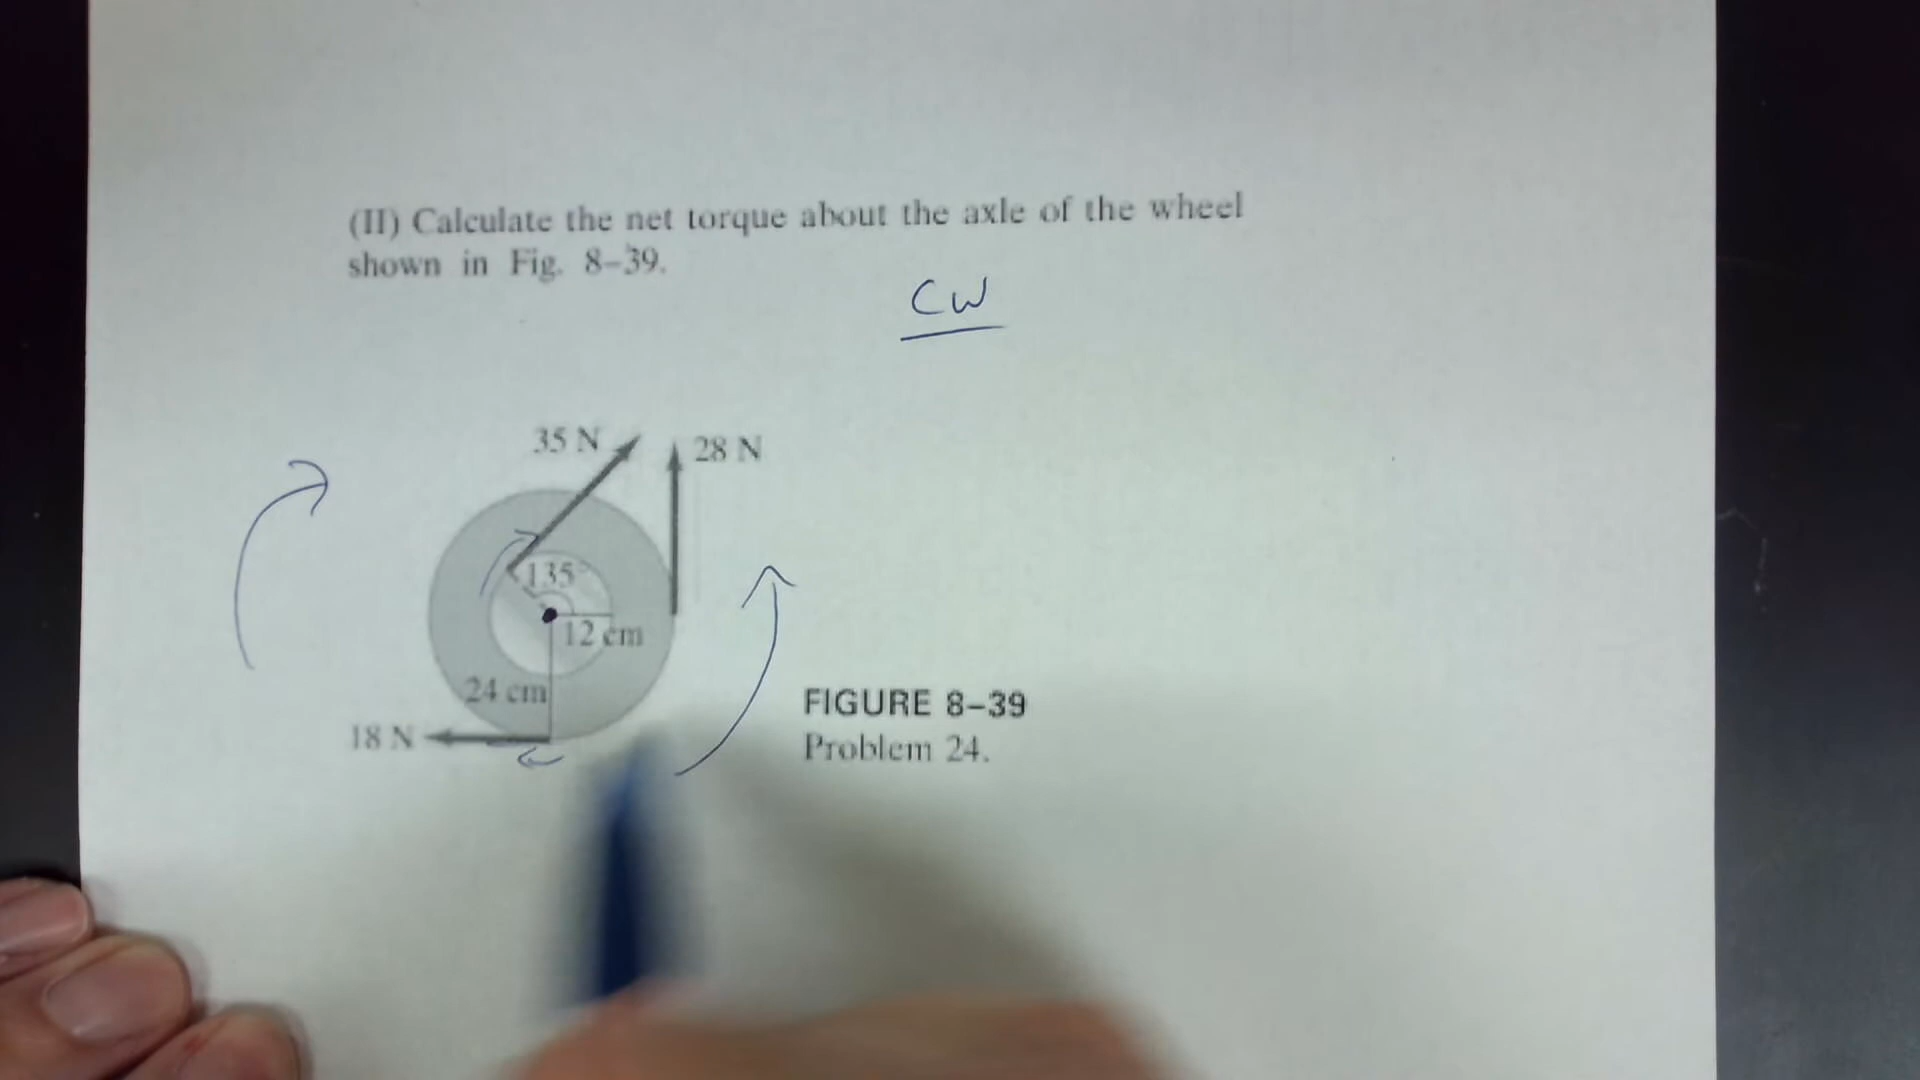 (II) Calculate the net torque about the axle of the wheel
shown in Fig. 8–39.
CW
35 N
28 N
135°
12 cm
24 cm
18 N
FIGURE 8–39
Problem 24.